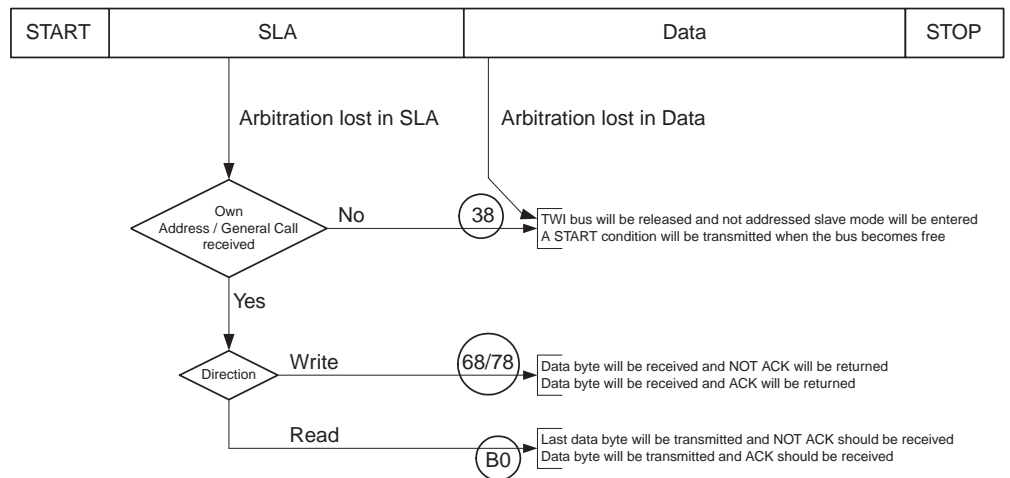 START SLA Data STOP
Arbitration lost in SLA Arbitration lost in Data
Own
Address / General Call
received
No
38
TWI bus will be released and not addressed slave mode will be entered
A START condition will be transmitted when the bus becomes free
Yes
Direction
Write
68/78
Data byte will be received and NOT ACK will be returned
Data byte will be received and ACK will be returned
Read
B0
Last data byte will be transmitted and NOT ACK should be received
Data byte will be transmitted and ACK should be received